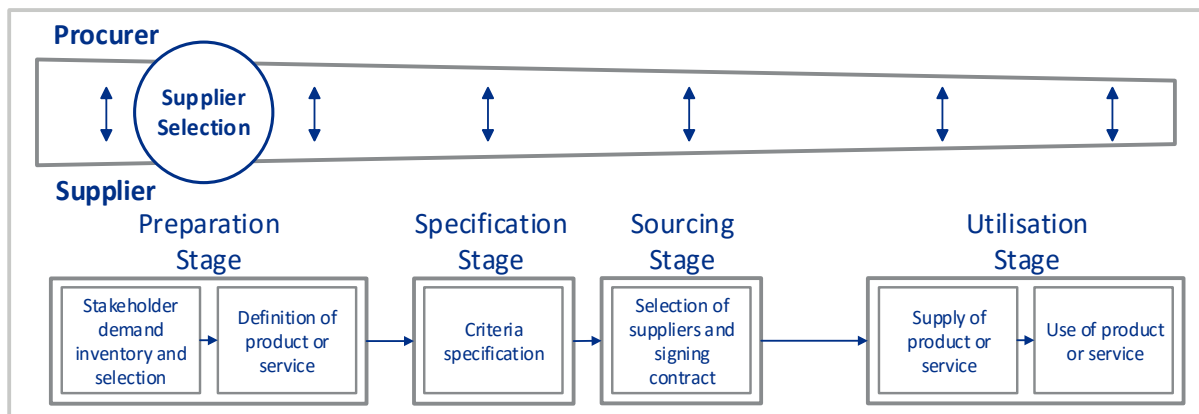 Procurer
Supplier
Selection
Supplier
Preparation
Stage
Specification
Stage
Sourcing
Stage
Utilisation
Stage
Stakeholder
demand
inventory and
selection
Definition of
product or
service
Criteria
specification
Selection of
suppliers and
signing
contract
Supply of
product or
service
Use of product
or service